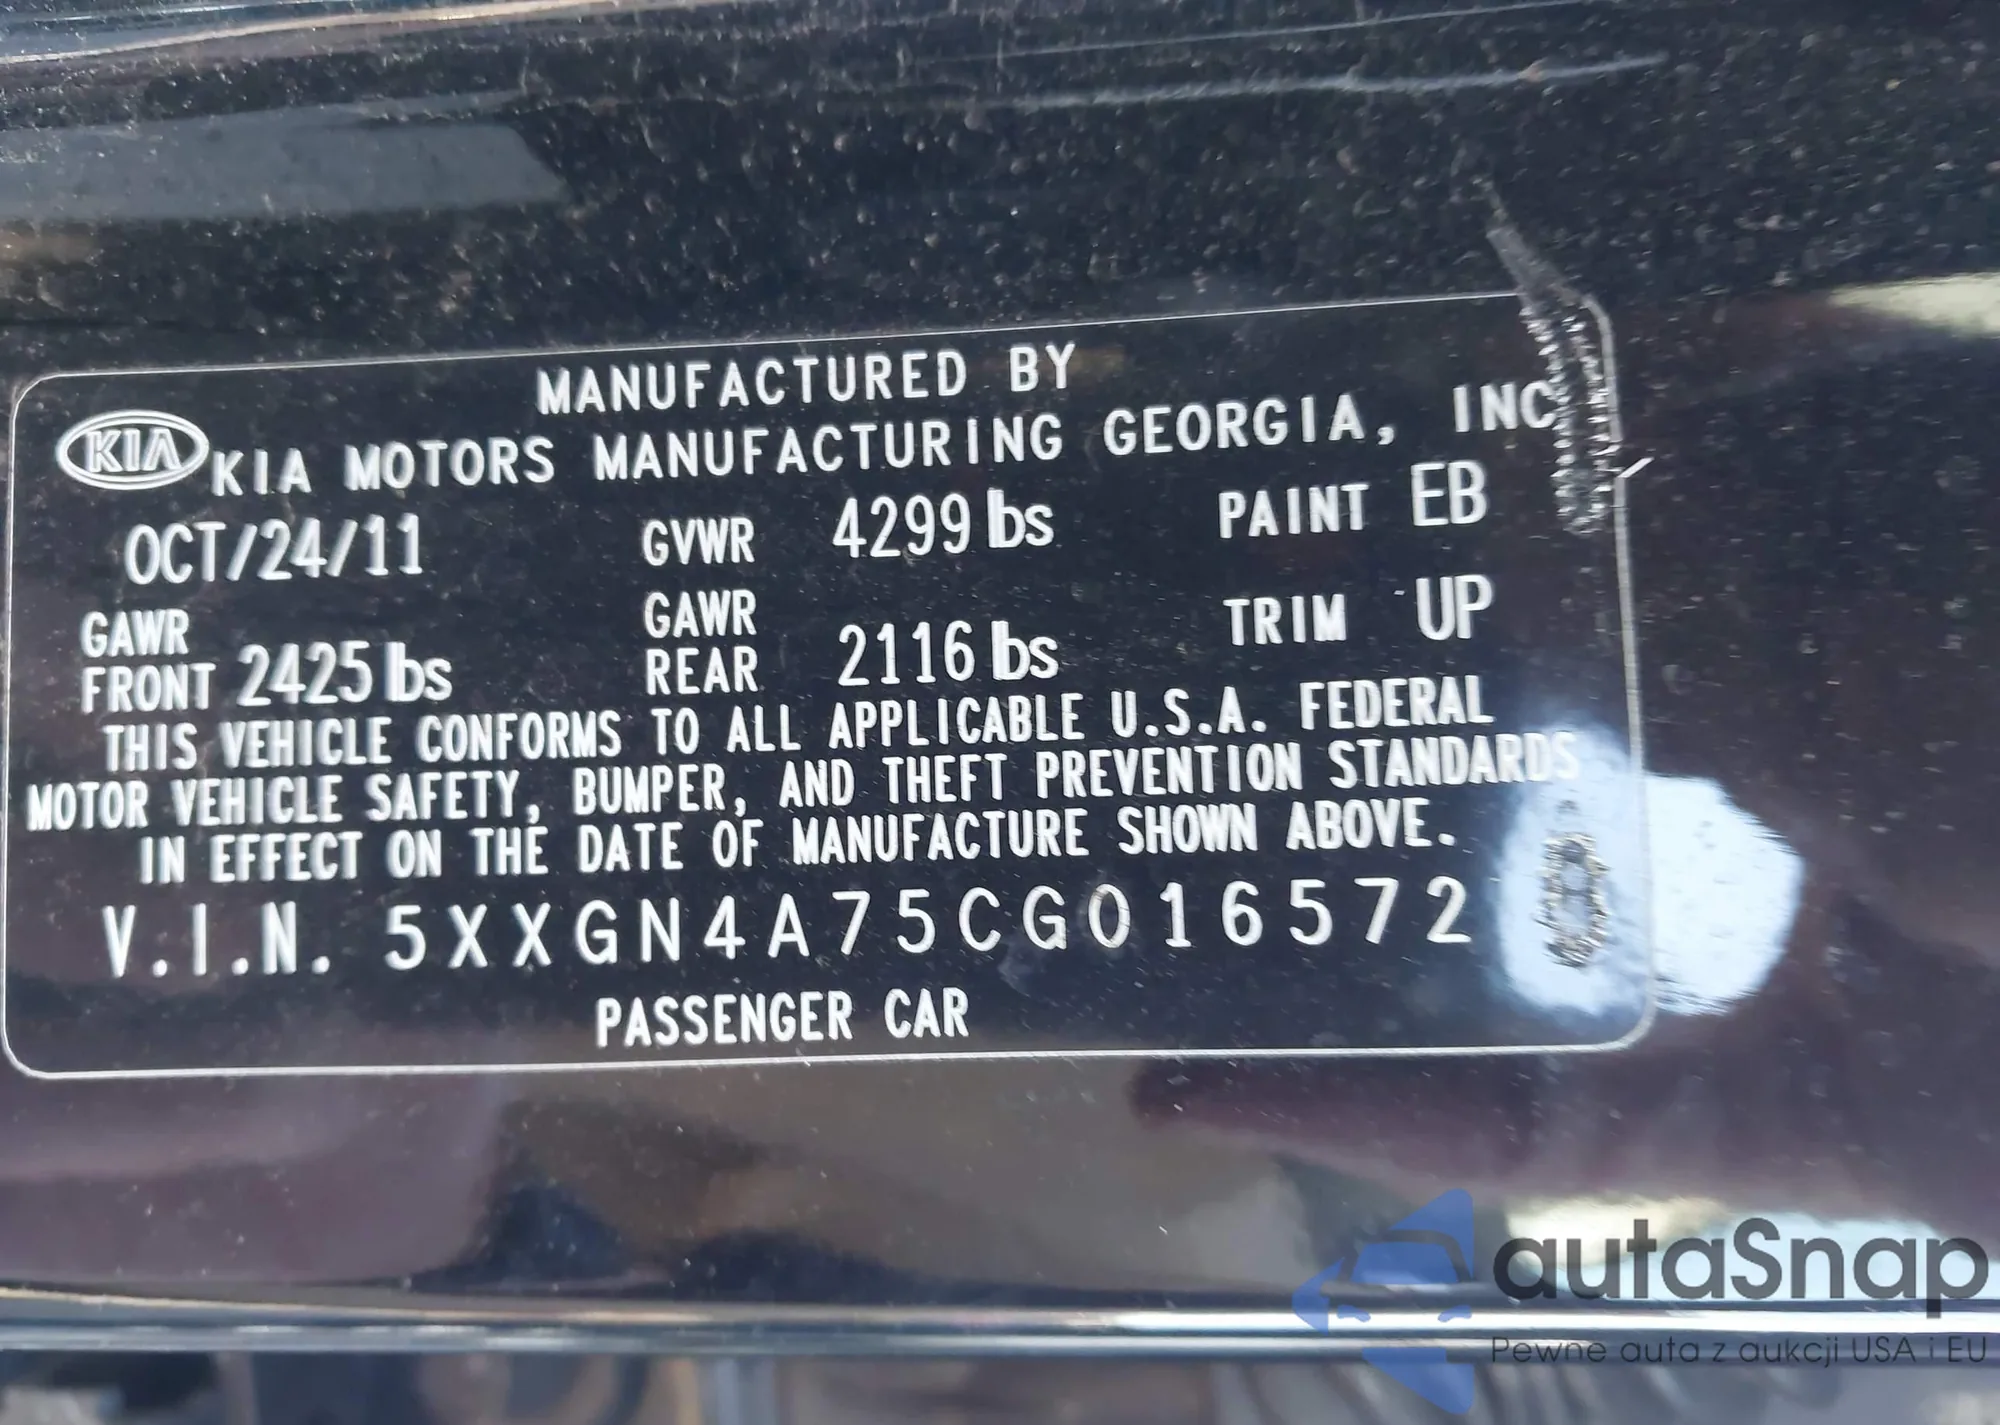 MANUFACTURED BY
KIA KIA MOTORS MANUFACTURING GEORGIA, INC
OCT/24/11 GVWR 4299 lbs PAINT EB
GAWR FRONT 2425 lbs GAWR REAR 2116 lbs TRIM UP
THIS VEHICLE CONFORMS TO ALL APPLICABLE U.S.A. FEDERAL
MOTOR VEHICLE SAFETY, BUMPER, AND THEFT PREVENTION STANDARDS
IN EFFECT ON THE DATE OF MANUFACTURE SHOWN ABOVE.
V.I.N. 5XXGN4A75CG016572
PASSENGER CAR
autaSnap
Pewne auta z aukcji USA i EU